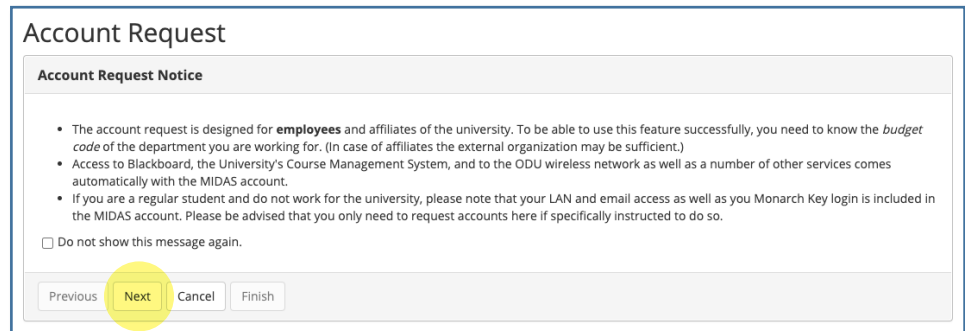 Account Request
Account Request Notice
• The account request is designed for employees and affiliates of the university. To be able to use this feature successfully, you need to know the budget
code of the department you are working for. (In case of affiliates the external organization may be sufficient.)
• Access to Blackboard, the University's Course Management System, and to the ODU wireless network as well as a number of other services comes
automatically with the MIDAS account.
• If you are a regular student and do not work for the university, please note that your LAN and email access as well as you Monarch Key login is included in
the MIDAS account. Please be advised that you only need to request accounts here if specifically instructed to do so.
Do not show this message again.
Previous Next Cancel Finish